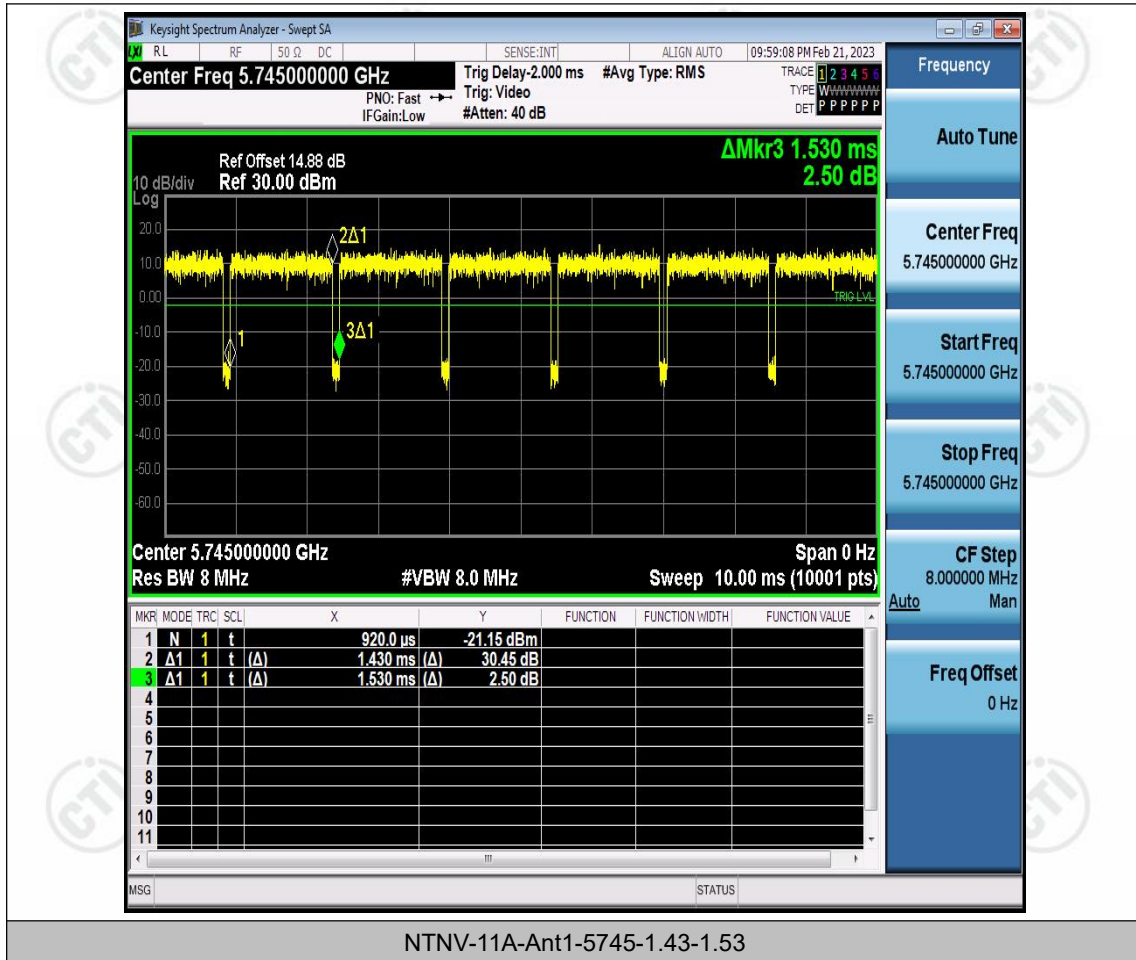 Keysight Spectrum Analyzer - Swept SA
LXI RL RF 50 Ω DC SENSE:INT ALIGN AUTO 09:59:08 PM Feb 21, 2023
Center Freq 5.745000000 GHz
PNO: Fast
IFGain:Low
Trig Delay-2.000 ms
Trig: Video
#Atten: 40 dB
#Avg Type: RMS
TRACE 1 2 3 4 5 6
TYPE WWWWWW
DET P P P P P P
ΔMkr3 1.530 ms
2.50 dB
Ref Offset 14.88 dB
10 dB/div Ref 30.00 dBm
Log
20.0
10.0
0.00
-10.0
-20.0
-30.0
-40.0
-50.0
-60.0
2Δ1
TRIG LVL
1
3Δ1
Center 5.745000000 GHz Span 0 Hz
Res BW 8 MHz #VBW 8.0 MHz Sweep 10.00 ms (10001 pts)
MKR MODE TRC SCL X Y FUNCTION FUNCTION WIDTH FUNCTION VALUE
1 N 1 t 920.0 µs -21.15 dBm
2 Δ1 1 t (Δ) 1.430 ms (Δ) 30.45 dB
3 Δ1 1 t (Δ) 1.530 ms (Δ) 2.50 dB
4
5
6
7
8
9
10
11
MSG STATUS
Frequency
Auto Tune
Center Freq
5.745000000 GHz
Start Freq
5.745000000 GHz
Stop Freq
5.745000000 GHz
CF Step
8.000000 MHz
Auto Man
Freq Offset
0 Hz
NTNV-11A-Ant1-5745-1.43-1.53
CTI
CTI
CTI
CTI
CTI
CTI